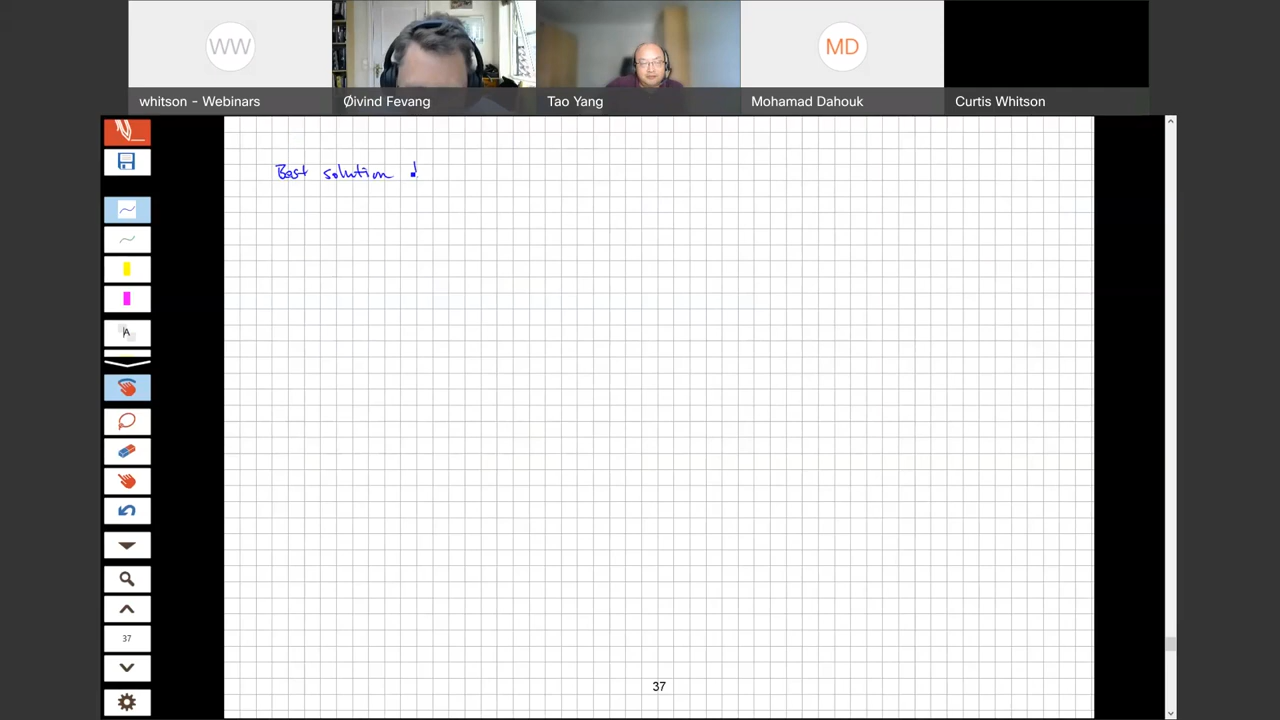 WW
MD
whitson - Webinars
Øivind Fevang
Tao Yang
Mohamad Dahouk
Curtis Whitson
Best solution
A
37
37